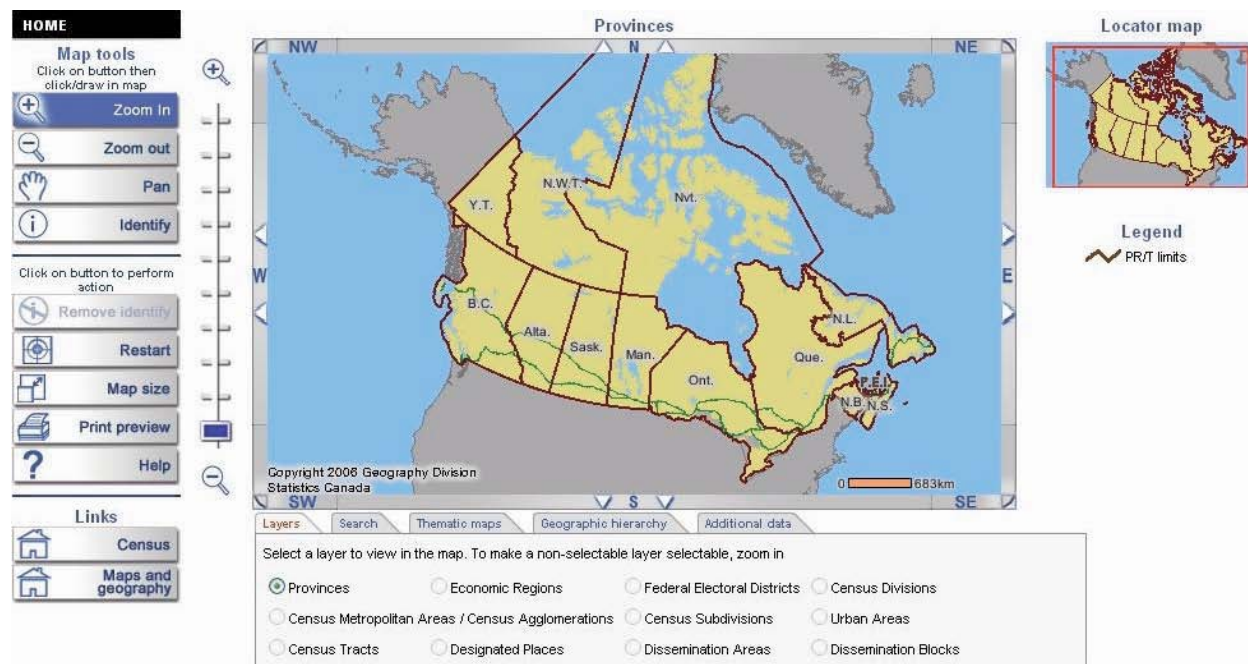 HOME
Map tools
Click on button then
click/draw in map
Zoom In
Zoom out
Pan
Identify
Click on button to perform
action
Remove identify
Restart
Map size
Print preview
? Help
Links
Census
Maps and
geography
Provinces
NW N NE
W E
Y.T.
N.W.T.
Nvt.
B.C.
Alta.
Sask.
Man.
Ont.
Que.
N.L.
P.E.I.
N.B. N.S.
Copyright 2006 Geography Division
Statistics Canada
0 683km
SW S SE
Locator map
Legend
PR/T limits
Layers Search Thematic maps Geographic hierarchy Additional data
Select a layer to view in the map. To make a non-selectable layer selectable, zoom in
Provinces Economic Regions Federal Electoral Districts Census Divisions
Census Metropolitan Areas / Census Agglomerations Census Subdivisions Urban Areas
Census Tracts Designated Places Dissemination Areas Dissemination Blocks